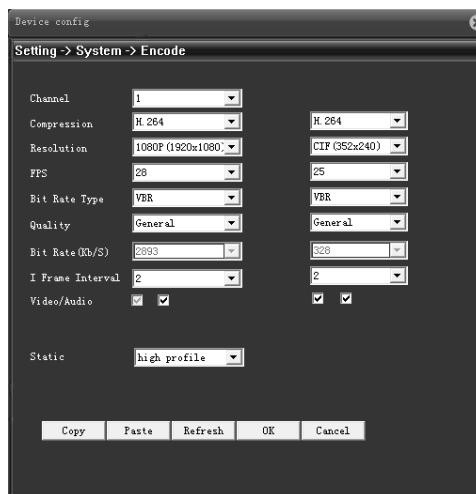 Device config
Setting -> System -> Encode
Channel 1
Compression H.264 H.264
Resolution 1080P (1920x1080) CIF (352x240)
FPS 28 25
Bit Rate Type VBR VBR
Quality General General
Bit Rate(Kb/S) 2893 328
I Frame Interval 2 2
Video/Audio
Static high profile
Copy Paste Refresh OK Cancel